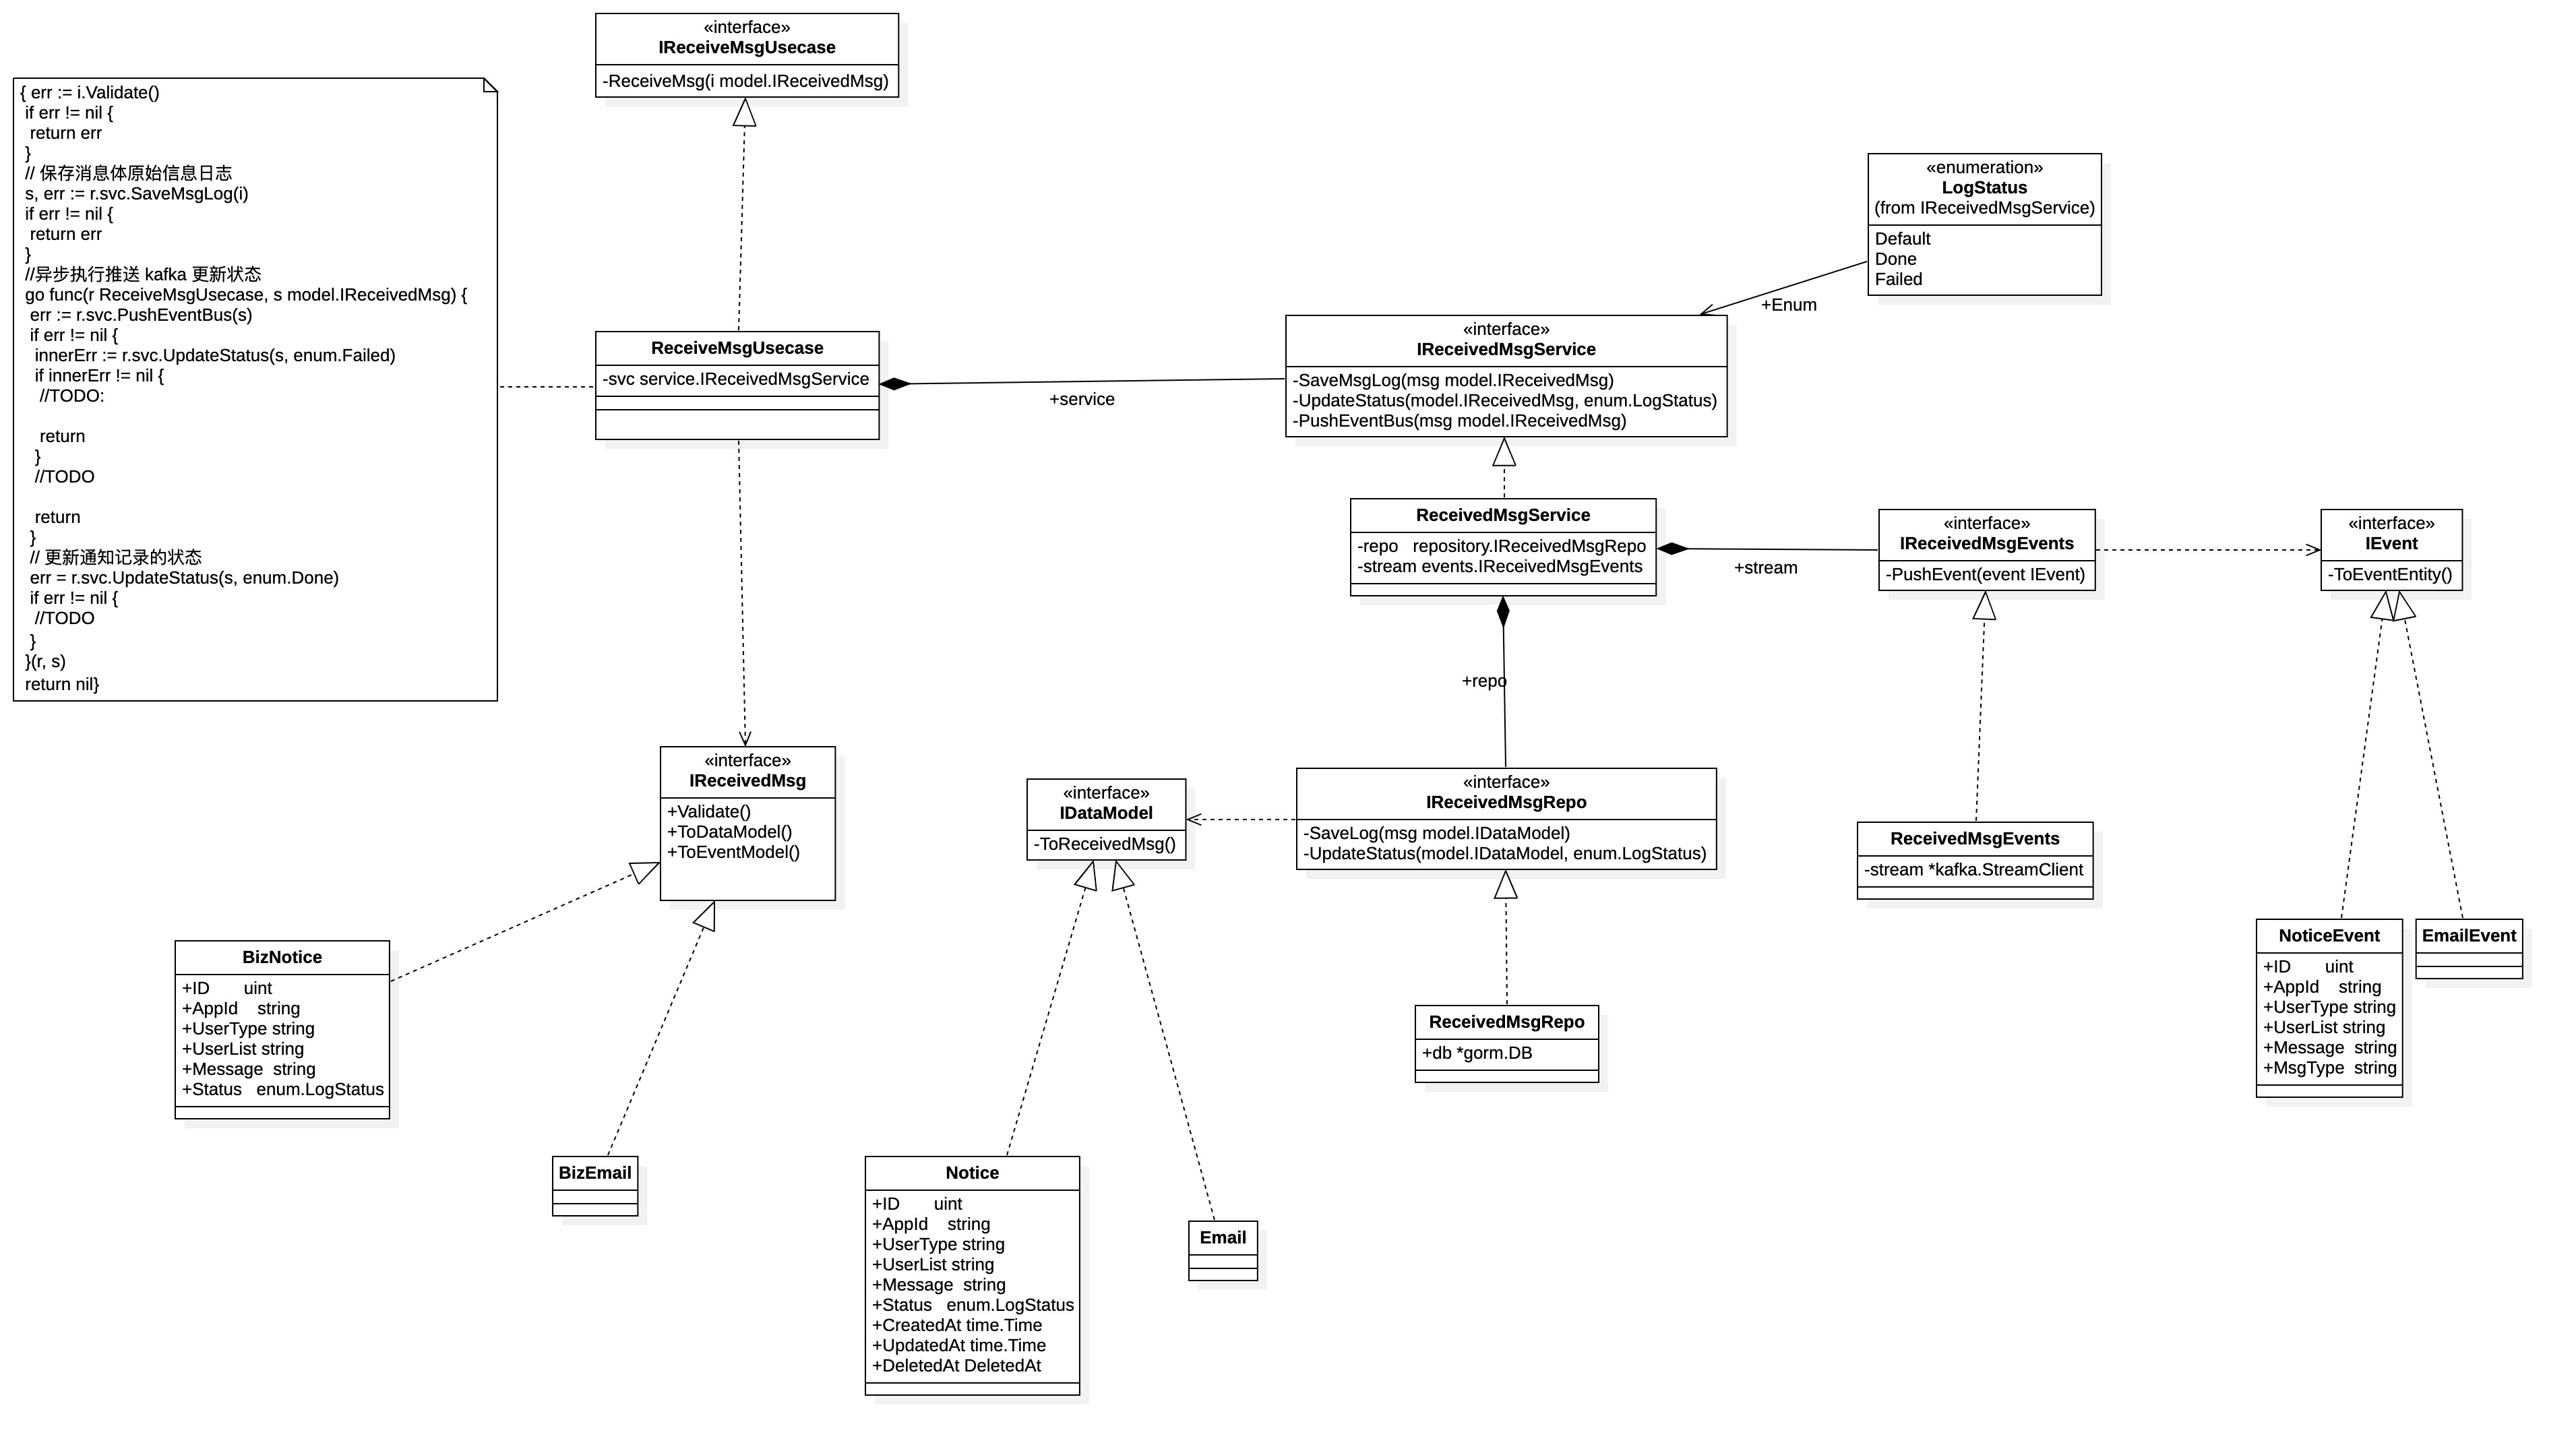 «interface»
IReceiveMsgUsecase
-ReceiveMsg(i model.IReceivedMsg)
{ err := i.Validate()
if err != nil {
return err
}
// 保存消息体原始信息日志
s, err := r.svc.SaveMsgLog(i)
if err != nil {
return err
}
//异步执行推送 kafka 更新状态
go func(r ReceiveMsgUsecase, s model.IReceivedMsg) {
err := r.svc.PushEventBus(s)
if err != nil {
innerErr := r.svc.UpdateStatus(s, enum.Failed)
if innerErr != nil {
//TODO:
return
}
//TODO
return
}
// 更新通知记录的状态
err = r.svc.UpdateStatus(s, enum.Done)
if err != nil {
//TODO
}
}(r, s)
return nil}
«enumeration»
LogStatus
(from IReceivedMsgService)
Default
Done
Failed
+Enum
ReceiveMsgUsecase
-svc service.IReceivedMsgService
+service
«interface»
IReceivedMsgService
-SaveMsgLog(msg model.IReceivedMsg)
-UpdateStatus(model.IReceivedMsg, enum.LogStatus)
-PushEventBus(msg model.IReceivedMsg)
ReceivedMsgService
-repo   repository.IReceivedMsgRepo
-stream events.IReceivedMsgEvents
+stream
«interface»
IReceivedMsgEvents
-PushEvent(event IEvent)
«interface»
IEvent
-ToEventEntity()
+repo
«interface»
IReceivedMsg
+Validate()
+ToDataModel()
+ToEventModel()
«interface»
IDataModel
-ToReceivedMsg()
«interface»
IReceivedMsgRepo
-SaveLog(msg model.IDataModel)
-UpdateStatus(model.IDataModel, enum.LogStatus)
ReceivedMsgEvents
-stream *kafka.StreamClient
BizNotice
+ID       uint
+AppId    string
+UserType string
+UserList string
+Message  string
+Status   enum.LogStatus
ReceivedMsgRepo
+db *gorm.DB
NoticeEvent
+ID       uint
+AppId    string
+UserType string
+UserList string
+Message  string
+MsgType  string
EmailEvent
BizEmail
Notice
+ID       uint
+AppId    string
+UserType string
+UserList string
+Message  string
+Status   enum.LogStatus
+CreatedAt time.Time
+UpdatedAt time.Time
+DeletedAt DeletedAt
Email